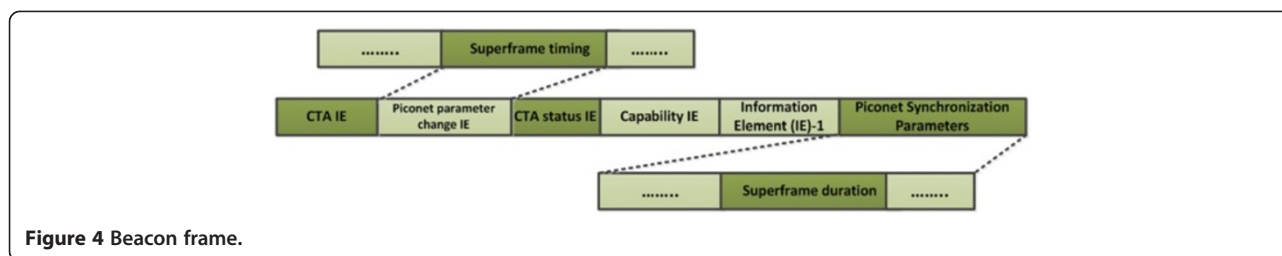 ........ Superframe timing ........
CTA IE Piconet parameter change IE CTA status IE Capability IE Information Element (IE)-1 Piconet Synchronization Parameters
........ Superframe duration ........
Figure 4 Beacon frame.